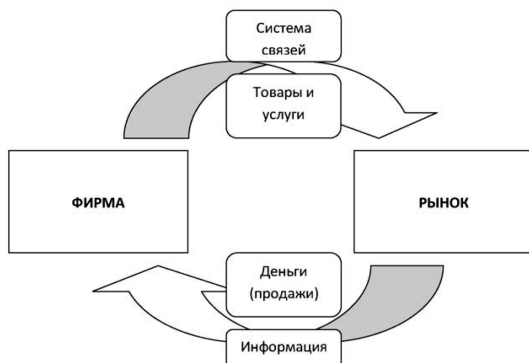 Система
связей
Товары и
услуги
ФИРМА
РЫНОК
Деньги
(продажи)
Информация